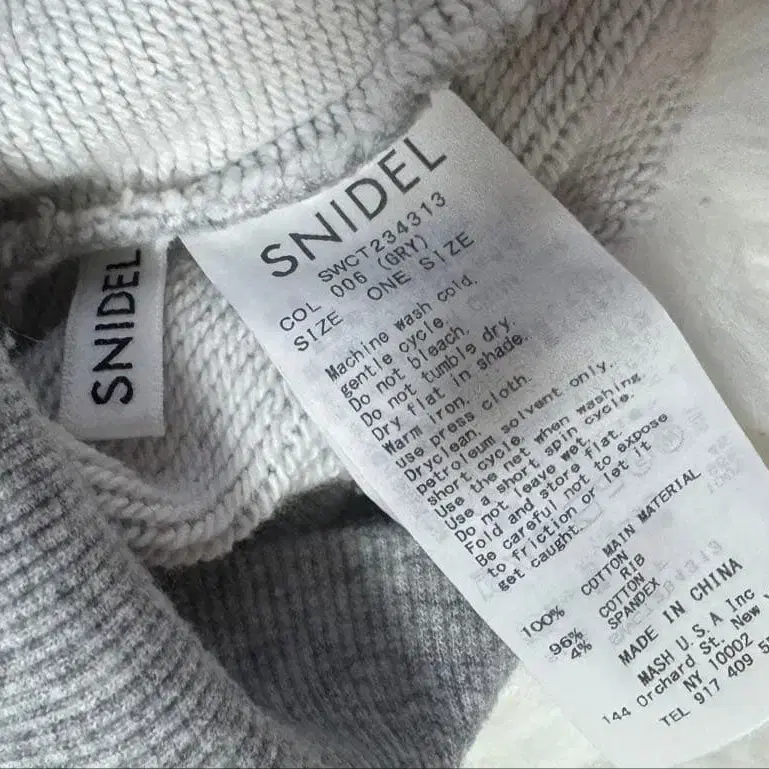 SNIDEL
SNIDEL
SWCT234313
COL 006 (GRY)
SIZE ONE SIZE
Machine wash cold,
gentle cycle.
Do not bleach.
Do not tumble dry.
Dry flat in shade.
Warm iron.
use press cloth.
Dryclean.
petroleum solvent only.
short cycle.
Use the net when washing
Use a short spin cycle.
Do not leave wet.
Fold and store flat.
Be careful not to expose
to friction or let it
get caught.
MAIN MATERIAL
100% COTTON
RIB
96% COTTON
4% SPANDEX
MADE IN CHINA
MASH U.S.A Inc
144 Orchard St. New
NY 10002
TEL 917 409